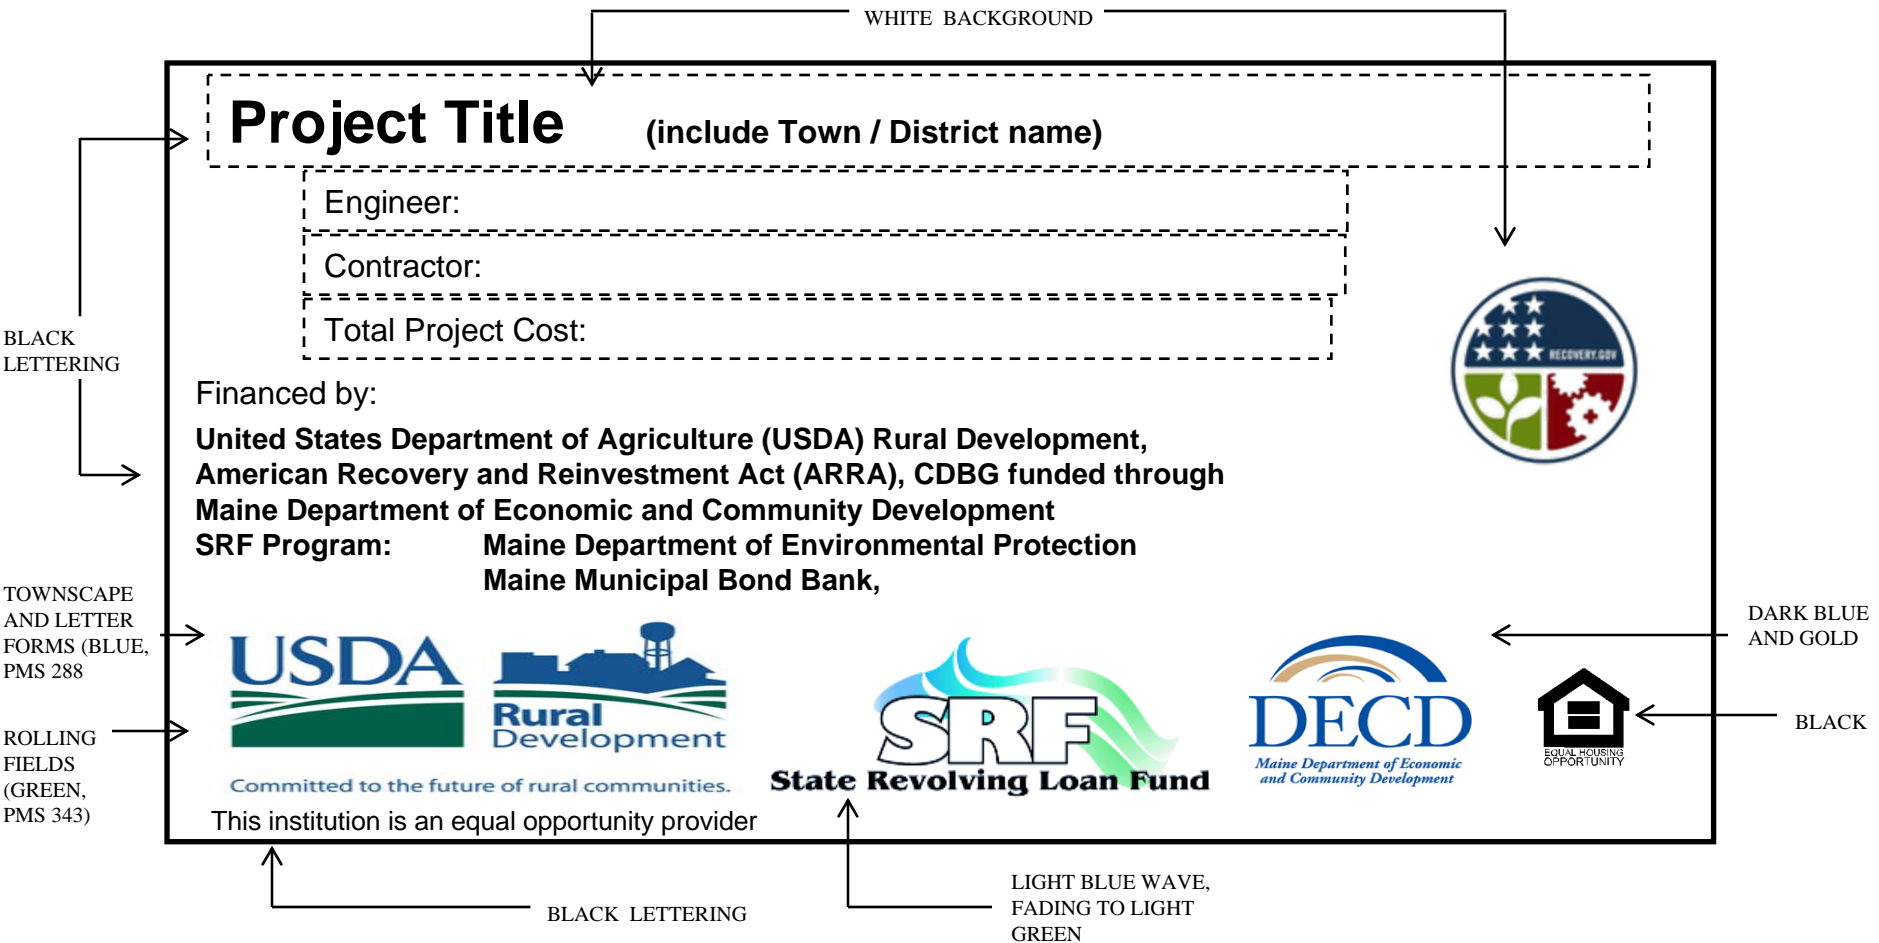 WHITE BACKGROUND
Project Title (include Town / District name)
Engineer:
Contractor:
Total Project Cost:
BLACK
LETTERING
RECOVERY.GOV
Financed by:
United States Department of Agriculture (USDA) Rural Development,
American Recovery and Reinvestment Act (ARRA), CDBG funded through
Maine Department of Economic and Community Development
SRF Program: Maine Department of Environmental Protection
Maine Municipal Bond Bank,
TOWNSCAPE
AND LETTER
FORMS (BLUE,
PMS 288
ROLLING
FIELDS
(GREEN,
PMS 343)
USDA
Rural
Development
Committed to the future of rural communities.
SRF
State Revolving Loan Fund
DECD
Maine Department of Economic
and Community Development
EQUAL HOUSING
OPPORTUNITY
DARK BLUE
AND GOLD
BLACK
This institution is an equal opportunity provider
BLACK LETTERING
LIGHT BLUE WAVE,
FADING TO LIGHT
GREEN